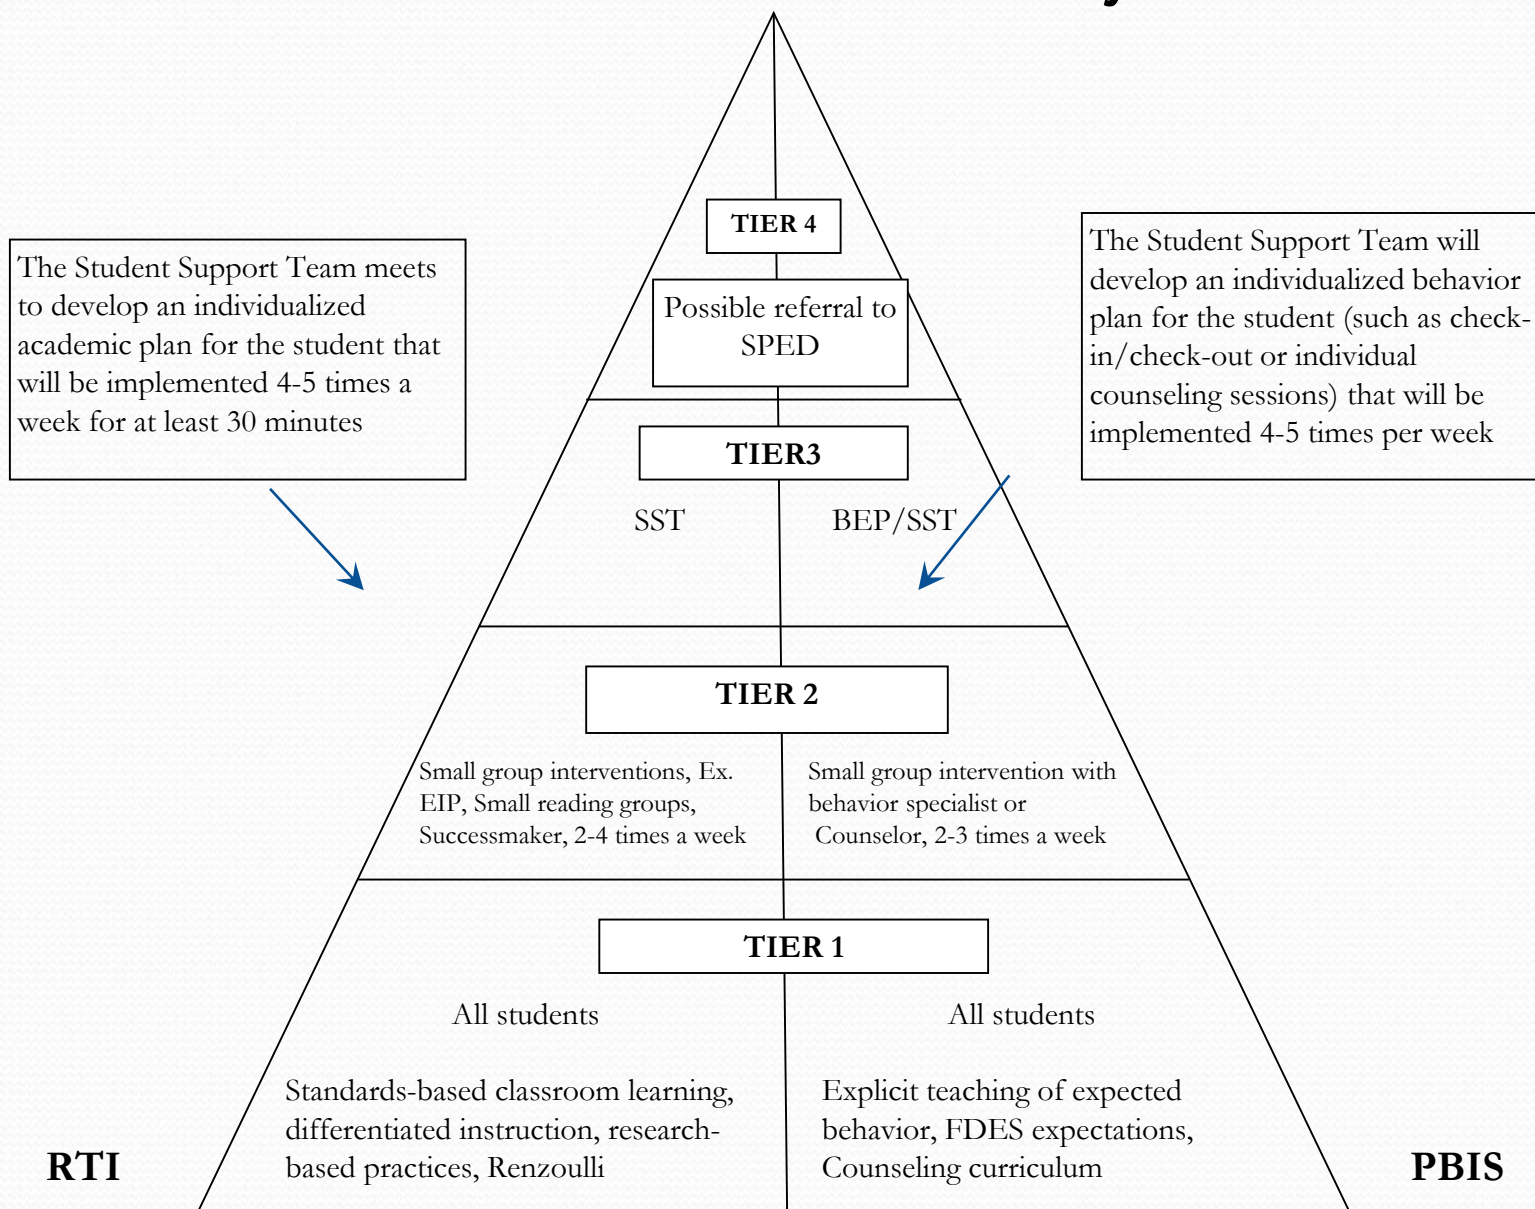 TIER 4
Possible referral to
SPED
The Student Support Team meets
to develop an individualized
academic plan for the student that
will be implemented 4-5 times a
week for at least 30 minutes
The Student Support Team will
develop an individualized behavior
plan for the student (such as check-
in/check-out or individual
counseling sessions) that will be
implemented 4-5 times per week
TIER3
SST
BEP/SST
TIER 2
Small group interventions, Ex.
EIP, Small reading groups,
Successmaker, 2-4 times a week
Small group intervention with
behavior specialist or
Counselor, 2-3 times a week
TIER 1
All students
Standards-based classroom learning,
differentiated instruction, research-
based practices, Renzoulli
All students
Explicit teaching of expected
behavior, FDES expectations,
Counseling curriculum
RTI
PBIS